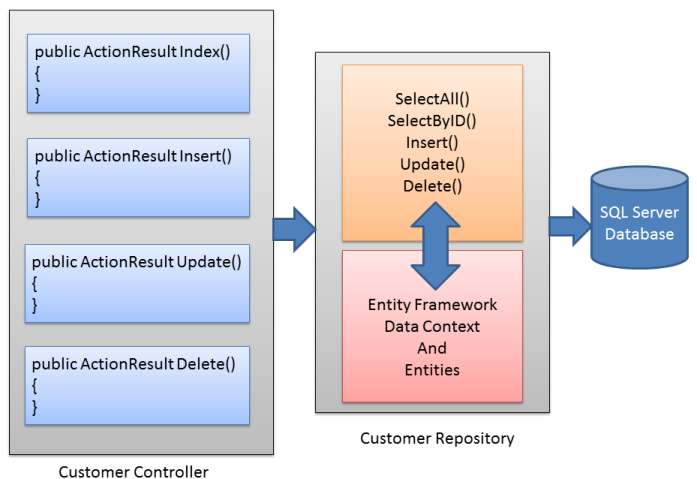 public ActionResult Index()
{
}
public ActionResult Insert()
{
}
public ActionResult Update()
{
}
public ActionResult Delete()
{
}
Customer Controller
SelectAll()
SelectByID()
Insert()
Update()
Delete()
Entity Framework
Data Context
And
Entities
Customer Repository
SQL Server
Database